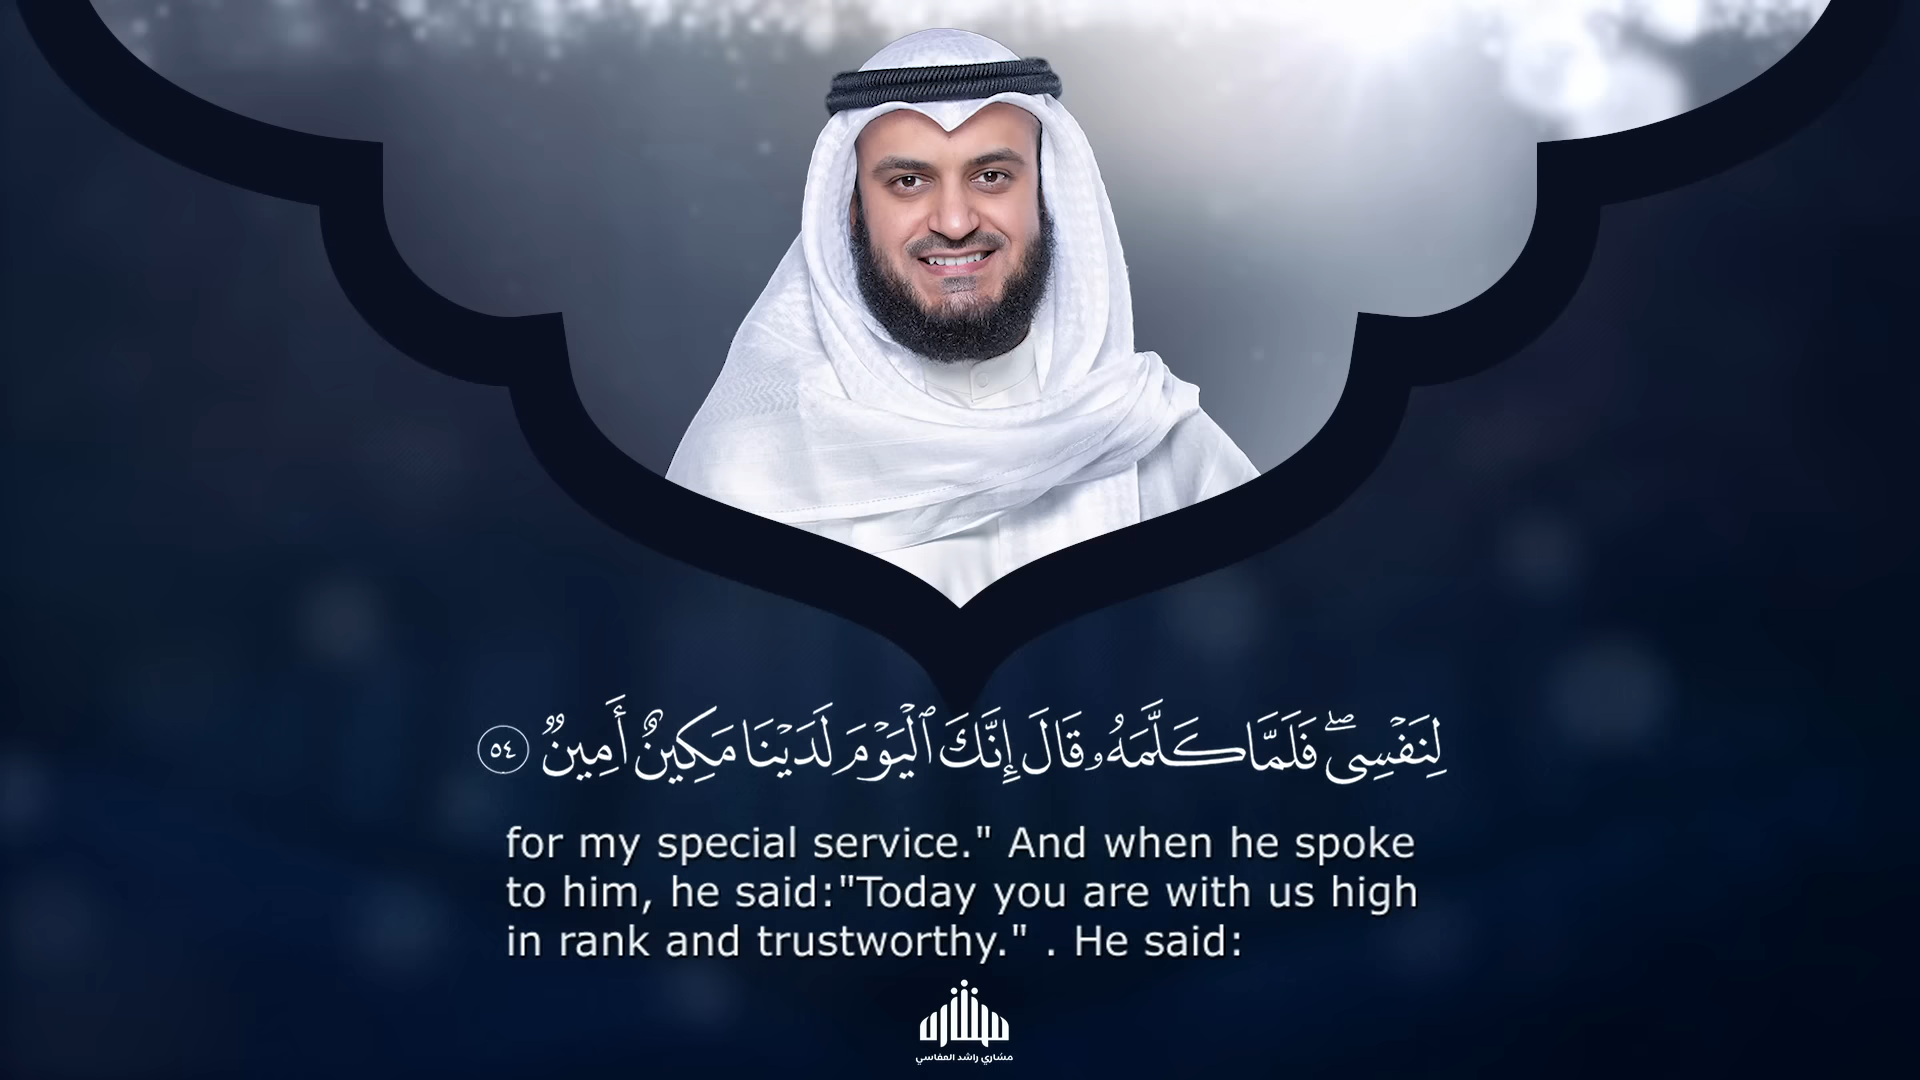 لِنَفْسِى ۖ فَلَمَّا كَلَّمَهُۥ قَالَ إِنَّكَ ٱلْيَوْمَ لَدَيْنَا مَكِينٌ أَمِينٌ ٥٤
for my special service." And when he spoke
to him, he said:"Today you are with us high
in rank and trustworthy." . He said:
مشاري راشد العفاسي